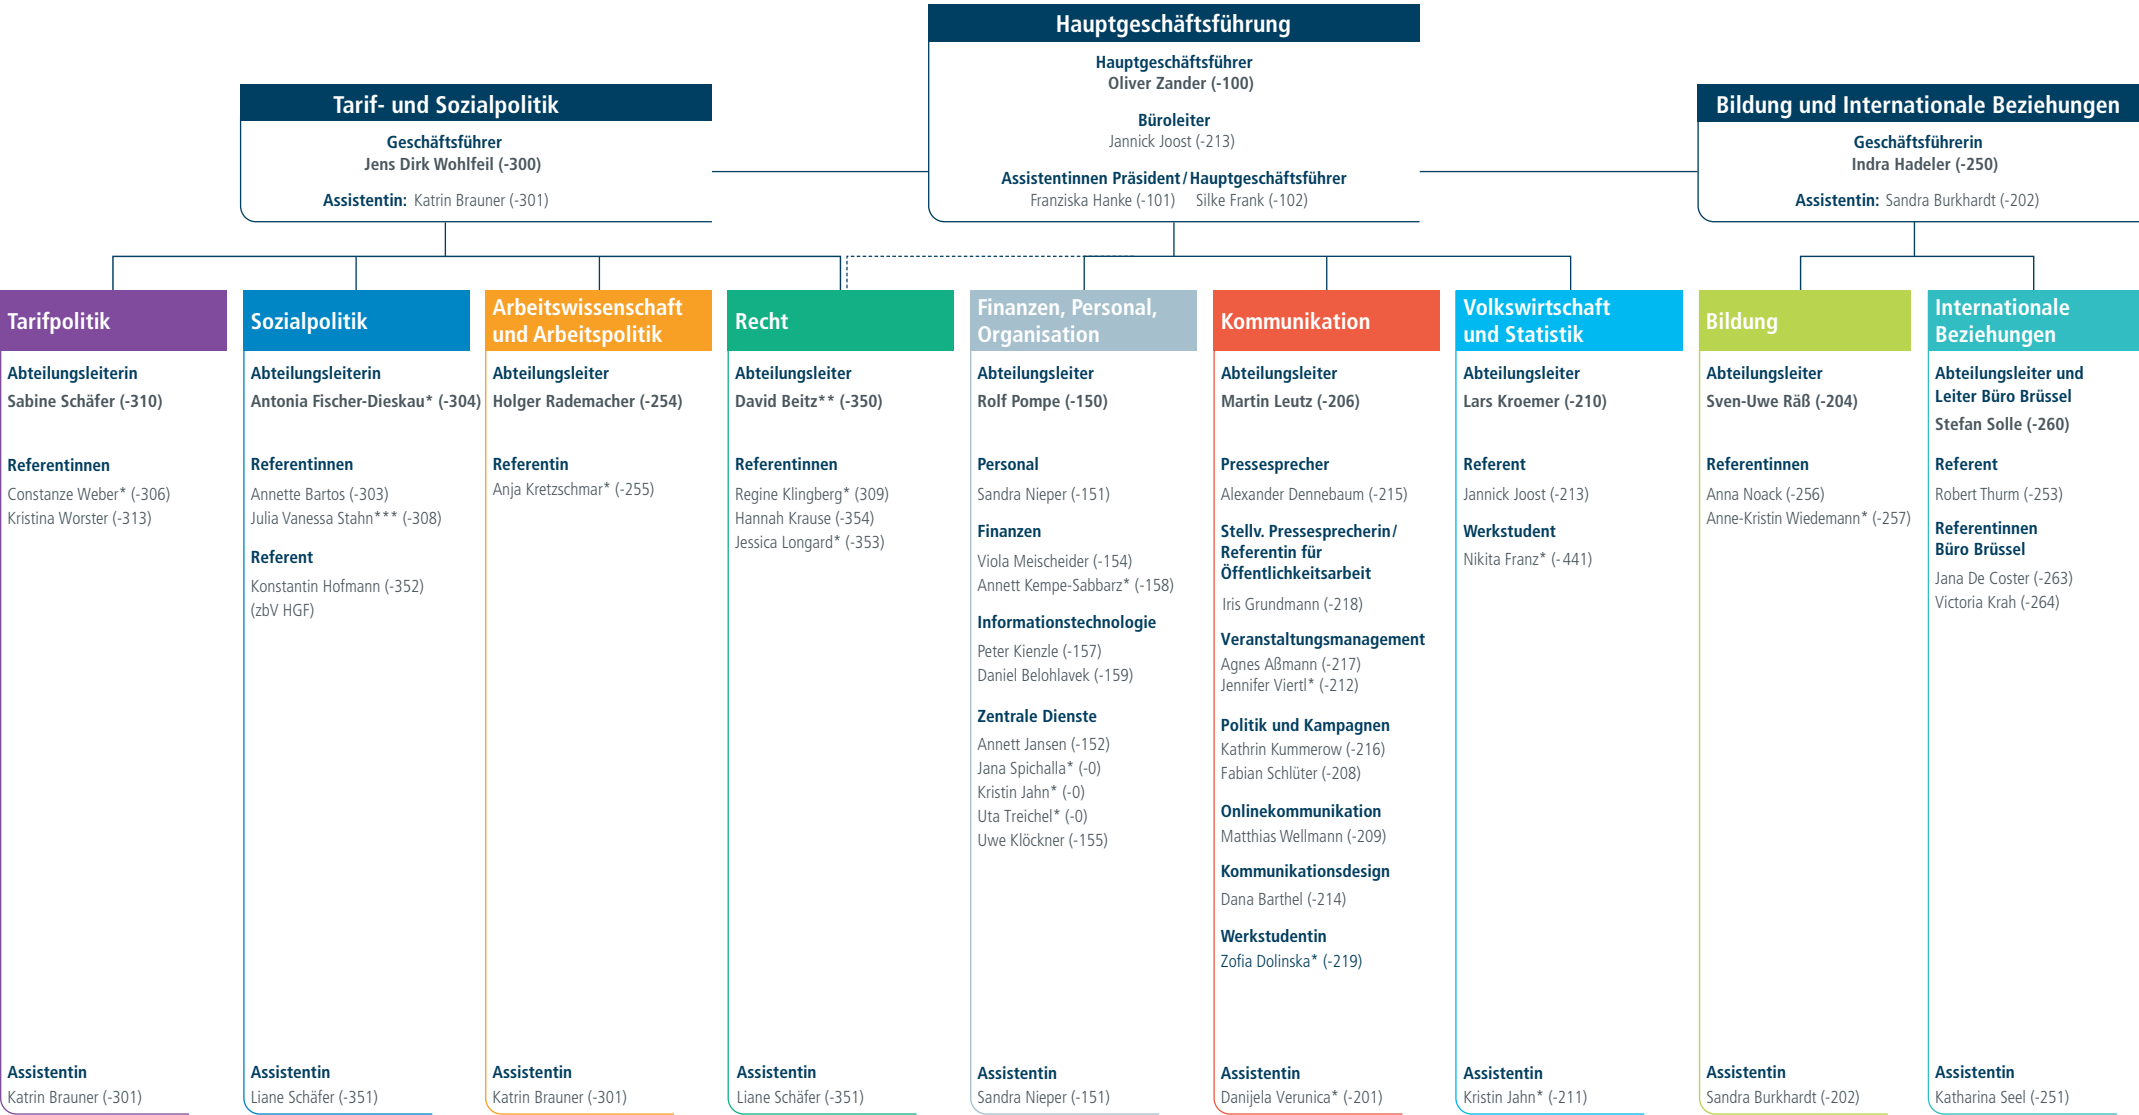 Hauptgeschäftsführung
Hauptgeschäftsführer
Oliver Zander (-100)
Büroleiter
Jannick Joost (-213)
Assistentinnen Präsident/Hauptgeschäftsführer
Franziska Hanke (-101) Silke Frank (-102)
Tarif- und Sozialpolitik
Geschäftsführer
Jens Dirk Wohlfeil (-300)
Assistentin: Katrin Brauner (-301)
Bildung und Internationale Beziehungen
Geschäftsführerin
Indra Hadeler (-250)
Assistentin: Sandra Burkhardt (-202)
Tarifpolitik
Abteilungsleiterin
Sabine Schäfer (-310)
Referentinnen
Constanze Weber* (-306)
Kristina Worster (-313)
Assistentin
Katrin Brauner (-301)
Sozialpolitik
Abteilungsleiterin
Antonia Fischer-Dieskau* (-304)
Referentinnen
Annette Bartos (-303)
Julia Vanessa Stahn*** (-308)
Referent
Konstantin Hofmann (-352)
(zbV HGF)
Assistentin
Liane Schäfer (-351)
Arbeitswissenschaft
und Arbeitspolitik
Abteilungsleiter
Holger Rademacher (-254)
Referentin
Anja Kretzschmar* (-255)
Assistentin
Katrin Brauner (-301)
Recht
Abteilungsleiter
David Beitz** (-350)
Referentinnen
Regine Klingberg* (309)
Hannah Krause (-354)
Jessica Longard* (-353)
Assistentin
Liane Schäfer (-351)
Finanzen, Personal,
Organisation
Abteilungsleiter
Rolf Pompe (-150)
Personal
Sandra Nieper (-151)
Finanzen
Viola Meischeider (-154)
Annett Kempe-Sabbarz* (-158)
Informationstechnologie
Peter Kienzle (-157)
Daniel Belohlavek (-159)
Zentrale Dienste
Annett Jansen (-152)
Jana Spichalla* (-0)
Kristin Jahn* (-0)
Uta Treichel* (-0)
Uwe Klöckner (-155)
Assistentin
Sandra Nieper (-151)
Kommunikation
Abteilungsleiter
Martin Leutz (-206)
Pressesprecher
Alexander Dennebaum (-215)
Stellv. Pressesprecherin/
Referentin für
Öffentlichkeitsarbeit
Iris Grundmann (-218)
Veranstaltungsmanagement
Agnes Aßmann (-217)
Jennifer Viertl* (-212)
Politik und Kampagnen
Kathrin Kummerow (-216)
Fabian Schlüter (-208)
Onlinekommunikation
Matthias Wellmann (-209)
Kommunikationsdesign
Dana Barthel (-214)
Werkstudentin
Zofia Dolinska* (-219)
Assistentin
Danijela Verunica* (-201)
Volkswirtschaft
und Statistik
Abteilungsleiter
Lars Kroemer (-210)
Referent
Jannick Joost (-213)
Werkstudent
Nikita Franz* (-441)
Assistentin
Kristin Jahn* (-211)
Bildung
Abteilungsleiter
Sven-Uwe Räß (-204)
Referentinnen
Anna Noack (-256)
Anne-Kristin Wiedemann* (-257)
Assistentin
Sandra Burkhardt (-202)
Internationale
Beziehungen
Abteilungsleiter und
Leiter Büro Brüssel
Stefan Solle (-260)
Referent
Robert Thurm (-253)
Referentinnen
Büro Brüssel
Jana De Coster (-263)
Victoria Krah (-264)
Assistentin
Katharina Seel (-251)